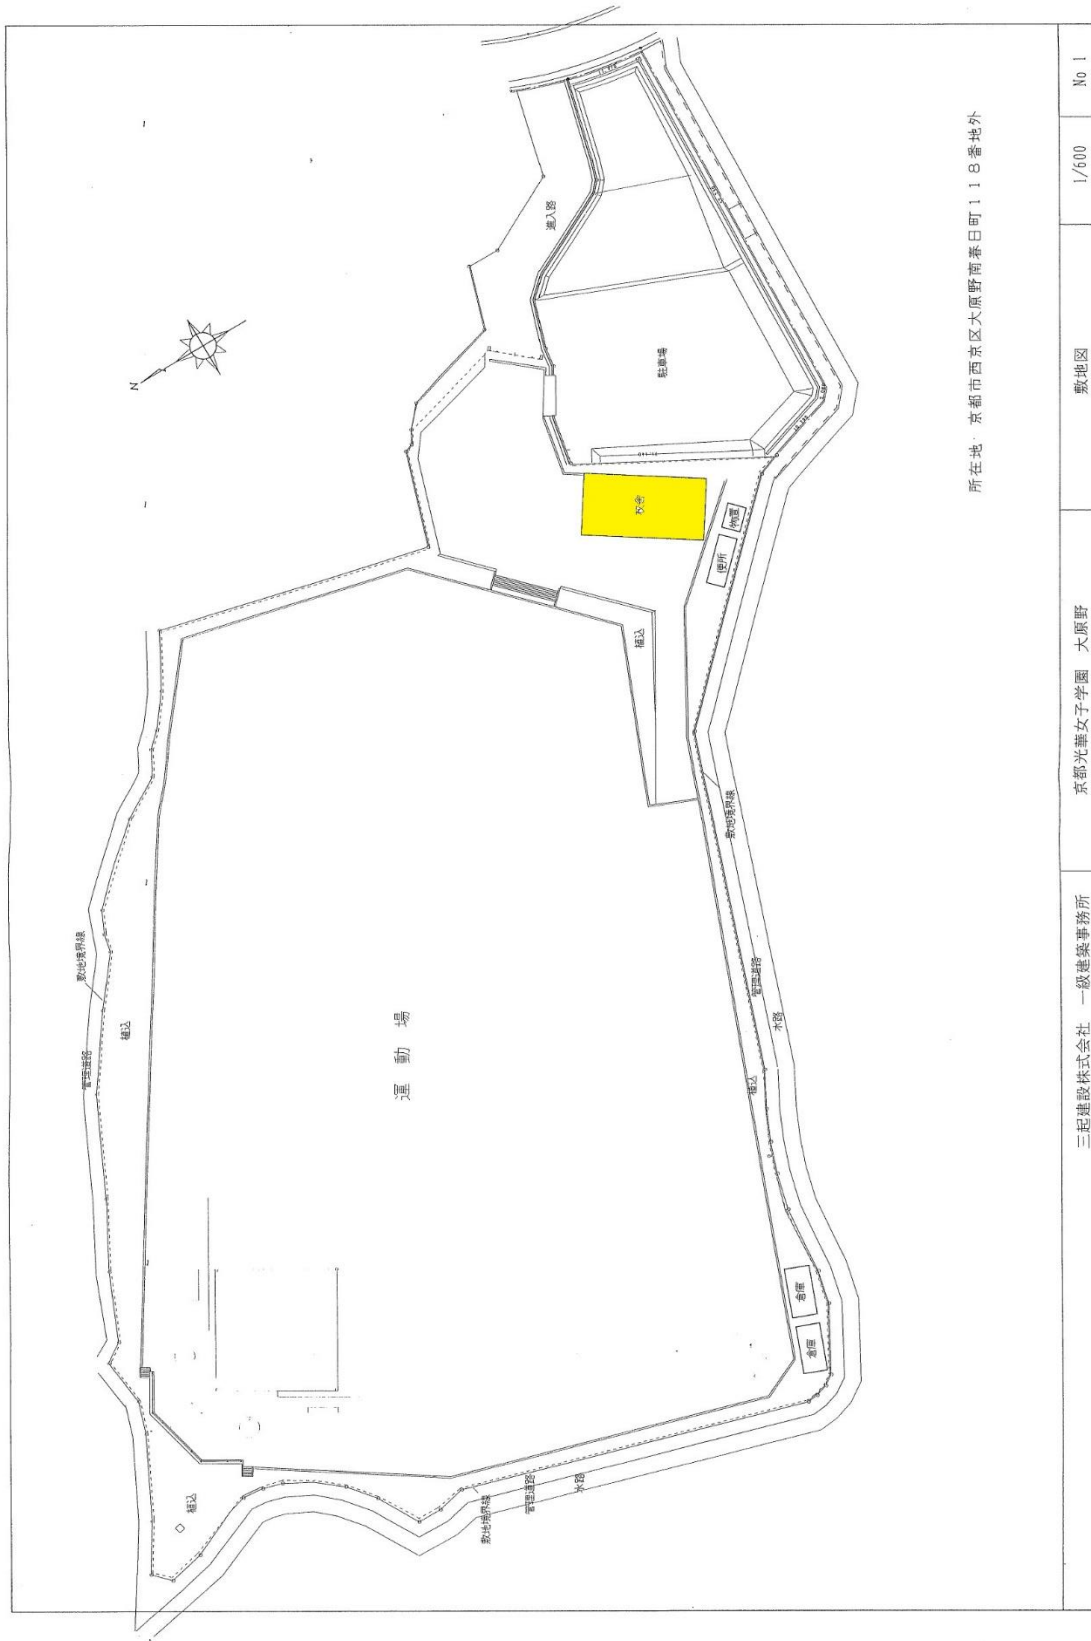 N
進入路
駐車場
校舎
便所
物置
植込
敷地境界線
敷地境界線
植込
管理道路
運動場
管理道路
水路
植込
倉庫
倉庫
植込
敷地境界線
管理道路
水路
所在地 京都市西京区大原野南春日町118番地外
三起建設株式会社 一級建築事務所
京都光華女子学園 大原野
敷地図
1/600
No 1